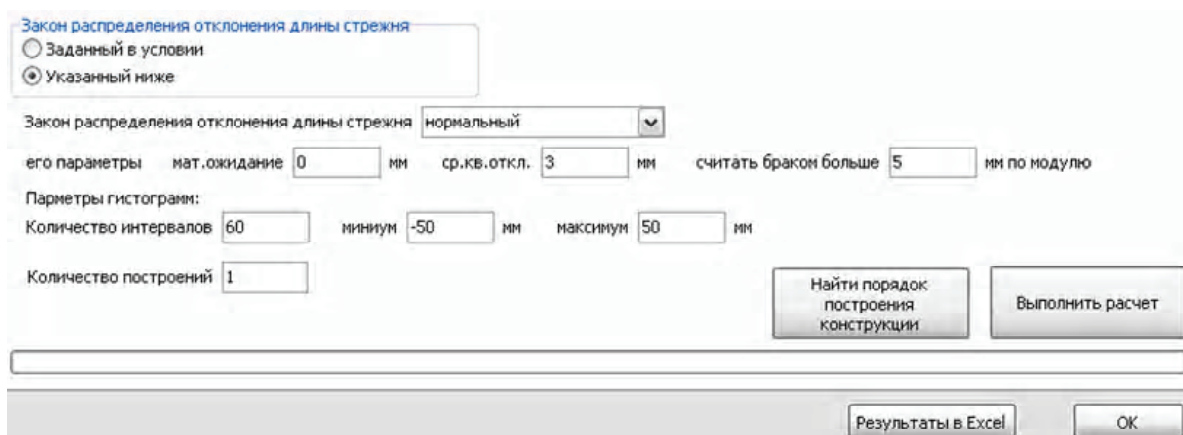 Закон распределения отклонения длины стрежня
Заданный в условии
Указанный ниже
Закон распределения отклонения длины стрежня нормальный
его параметры мат.ожидание 0 мм ср.кв.откл. 3 мм считать браком больше 5 мм по модулю
Парметры гистограмм:
Количество интервалов 60 миниум -50 мм максимум 50 мм
Количество построений 1
Найти порядок
построения
конструкции
Выполнить расчет
Результаты в Excel OK